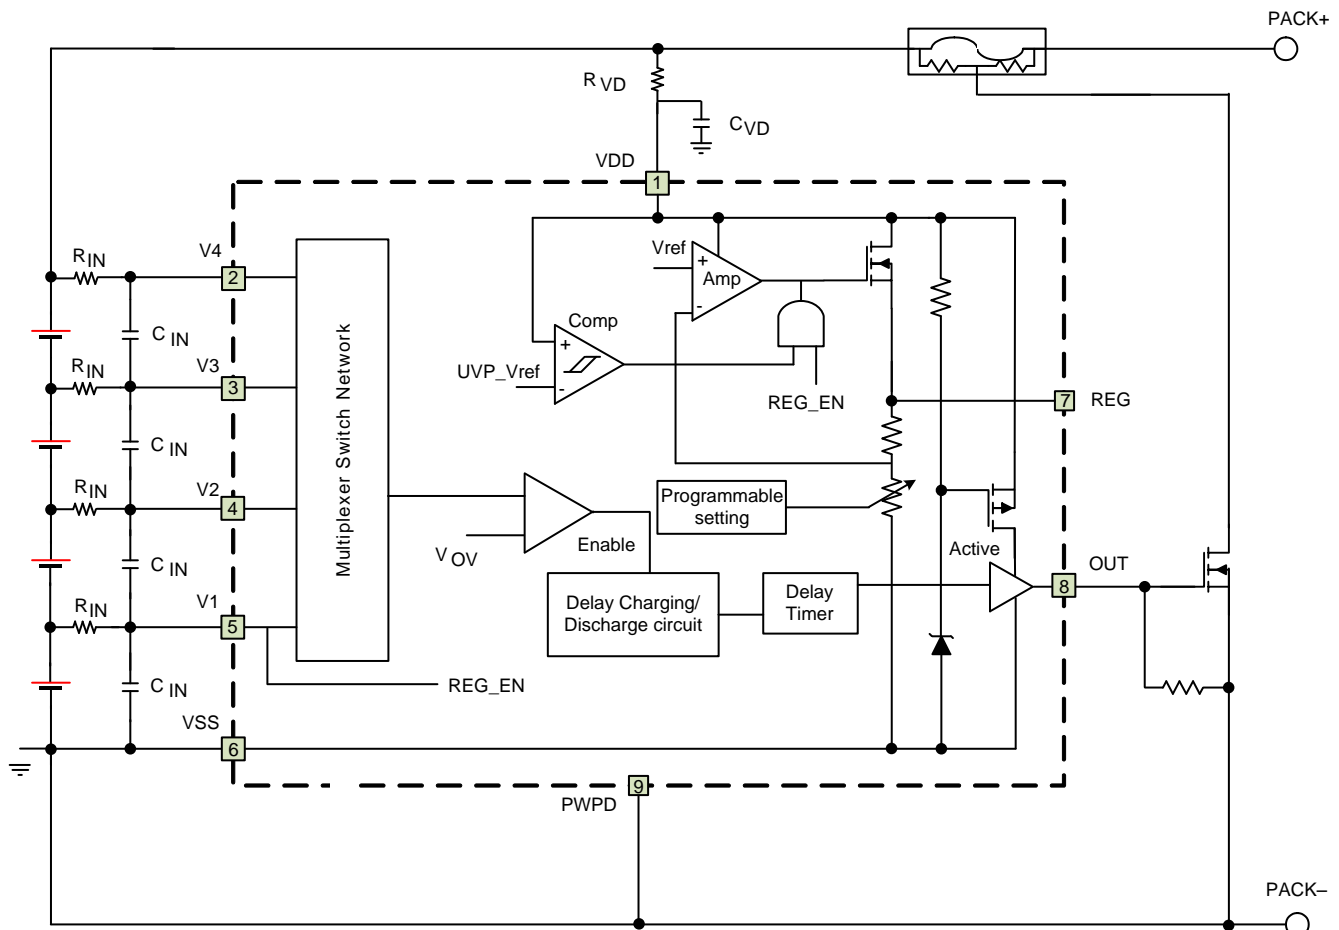 PACK+
R VD
C VD
VDD
1
V4
R IN
2
Vref
+
Amp
-
Comp
C IN
+
V3
R IN
UVP_Vref
-
3
REG_EN
7
REG
Multiplexer Switch Network
C IN
V2
R IN
4
Programmable
setting
V OV
Enable
Active
OUT
C IN
8
V1
R IN
Delay Charging/
Discharge circuit
Delay
Timer
5
REG_EN
C IN
VSS
6
9
PWPD
PACK–